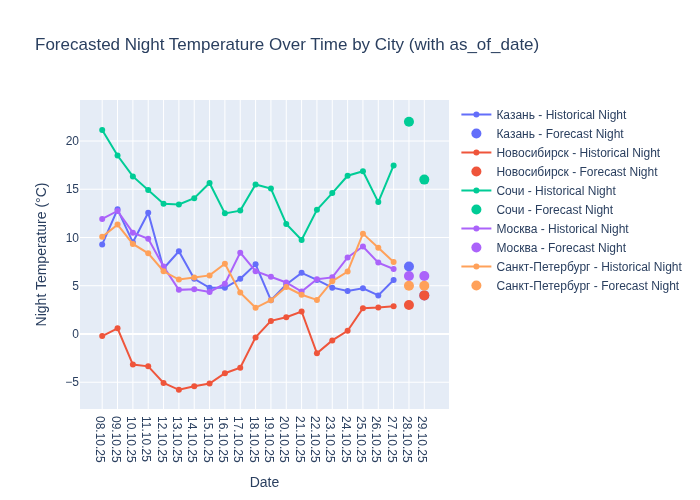 Forecasted Night Temperature Over Time by City (with as_of_date)
Night Temperature (°C)
20
15
10
5
0
−5
08.10.25
09.10.25
10.10.25
11.10.25
12.10.25
13.10.25
14.10.25
15.10.25
16.10.25
17.10.25
18.10.25
19.10.25
20.10.25
21.10.25
22.10.25
23.10.25
24.10.25
25.10.25
26.10.25
27.10.25
28.10.25
29.10.25
Date
Казань - Historical Night
Казань - Forecast Night
Новосибирск - Historical Night
Новосибирск - Forecast Night
Сочи - Historical Night
Сочи - Forecast Night
Москва - Historical Night
Москва - Forecast Night
Санкт-Петербург - Historical Night
Санкт-Петербург - Forecast Night